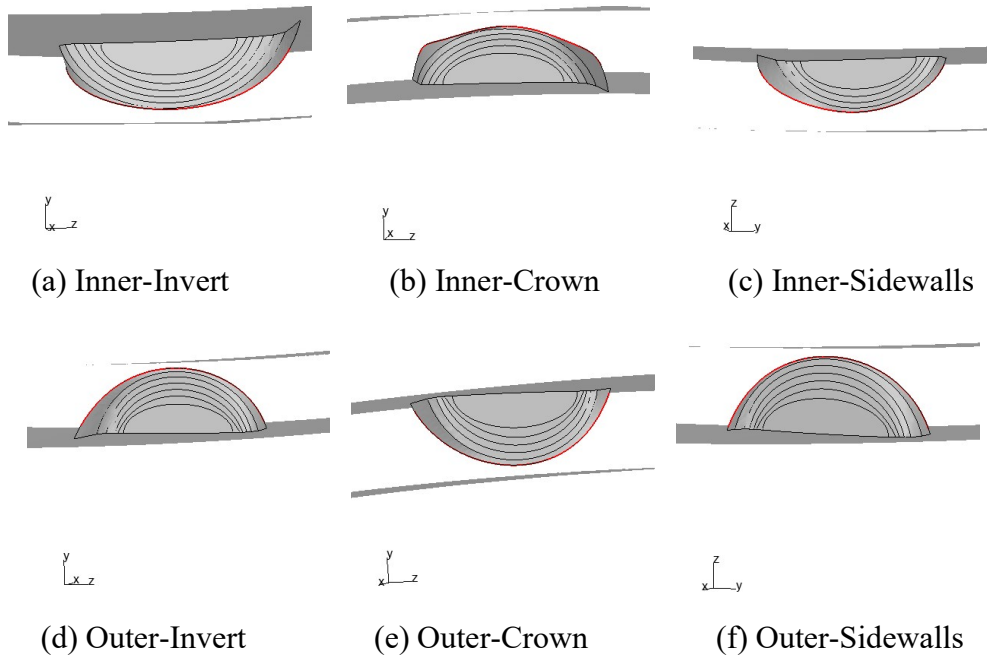 y
x z
y
x z
z
x y
(a) Inner-Invert
(b) Inner-Crown
(c) Inner-Sidewalls
y
x z
y
x z
z
x y
(d) Outer-Invert
(e) Outer-Crown
(f) Outer-Sidewalls